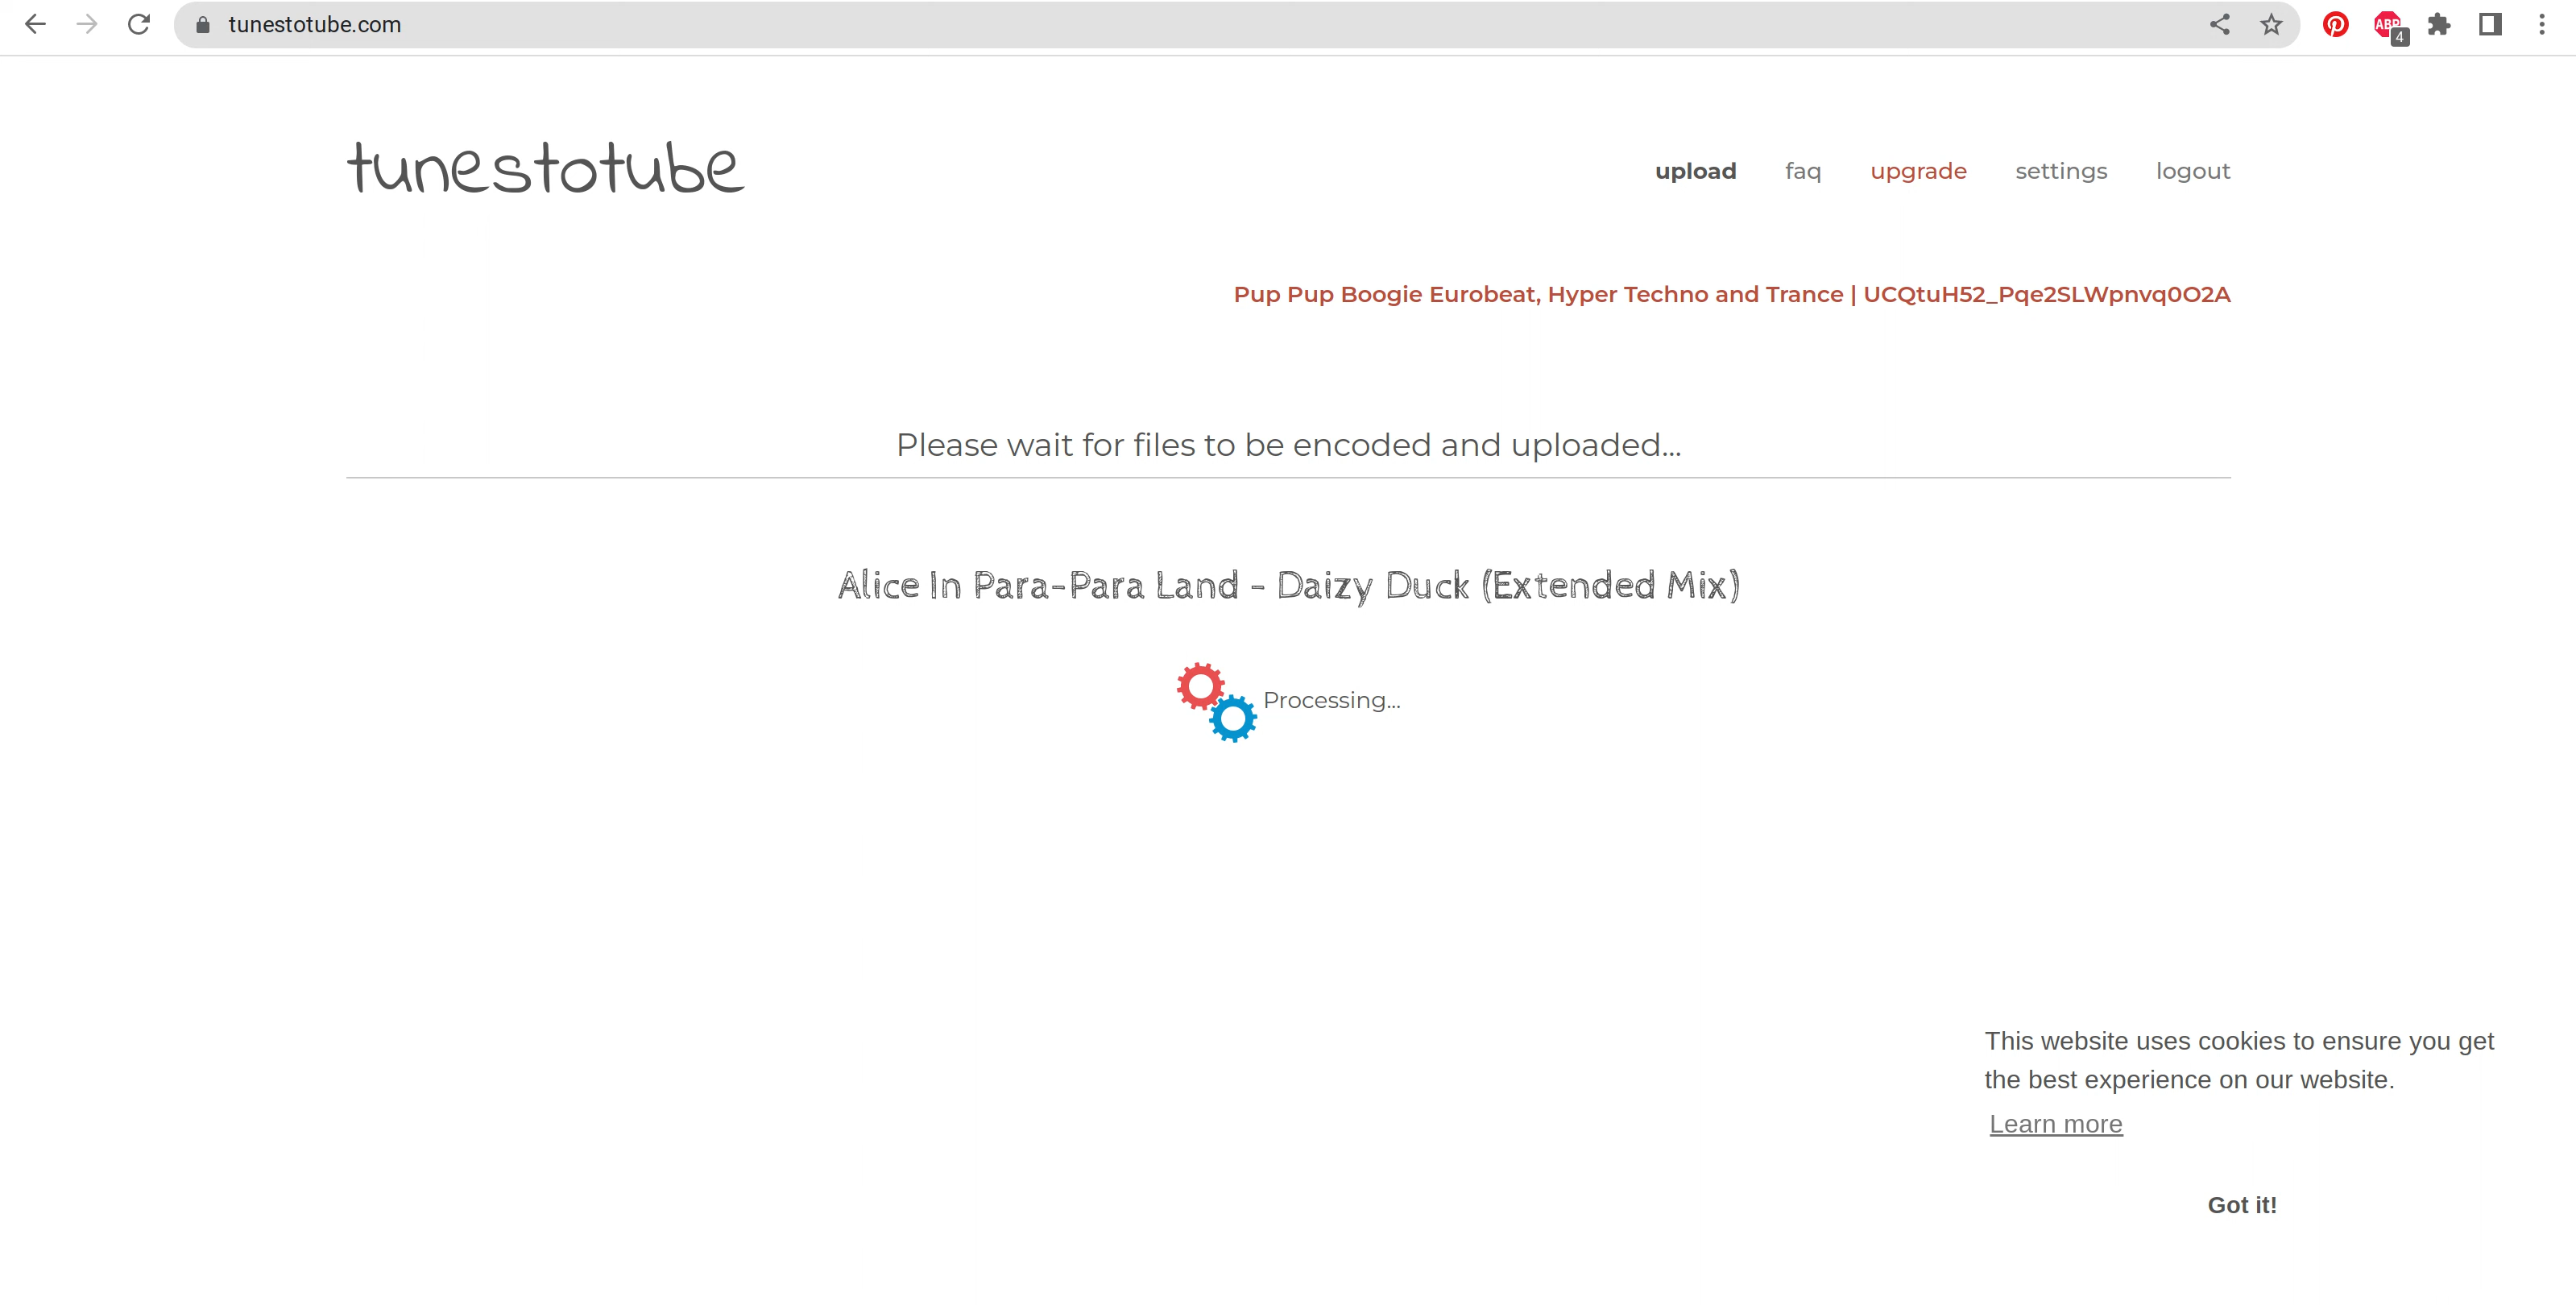 tunestotube.com
ABP
4
tunestotube
upload faq upgrade settings logout
Pup Pup Boogie Eurobeat, Hyper Techno and Trance | UCQtuH52_Pqe2SLWpnvq0O2A
Please wait for files to be encoded and uploaded...
Alice In Para-Para Land - Daizy Duck (Extended Mix)
Processing...
This website uses cookies to ensure you get
the best experience on our website.
Learn more
Got it!